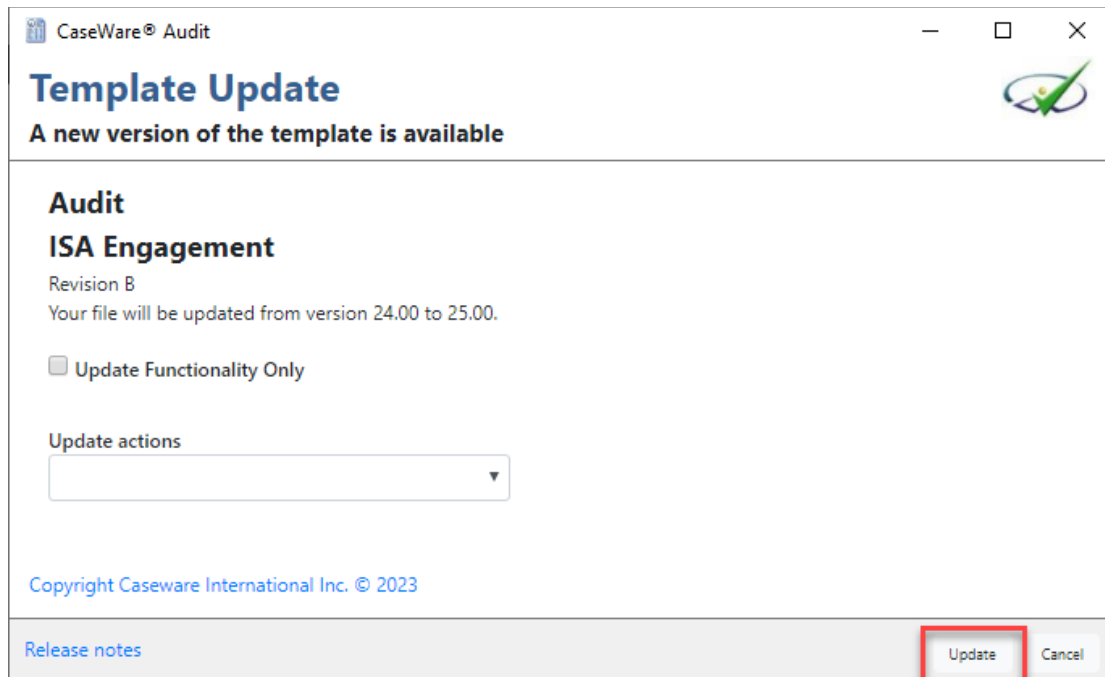 CaseWare® Audit
Template Update
A new version of the template is available
Audit
ISA Engagement
Revision B
Your file will be updated from version 24.00 to 25.00.
Update Functionality Only
Update actions
Copyright Caseware International Inc. © 2023
Release notes
Update
Cancel